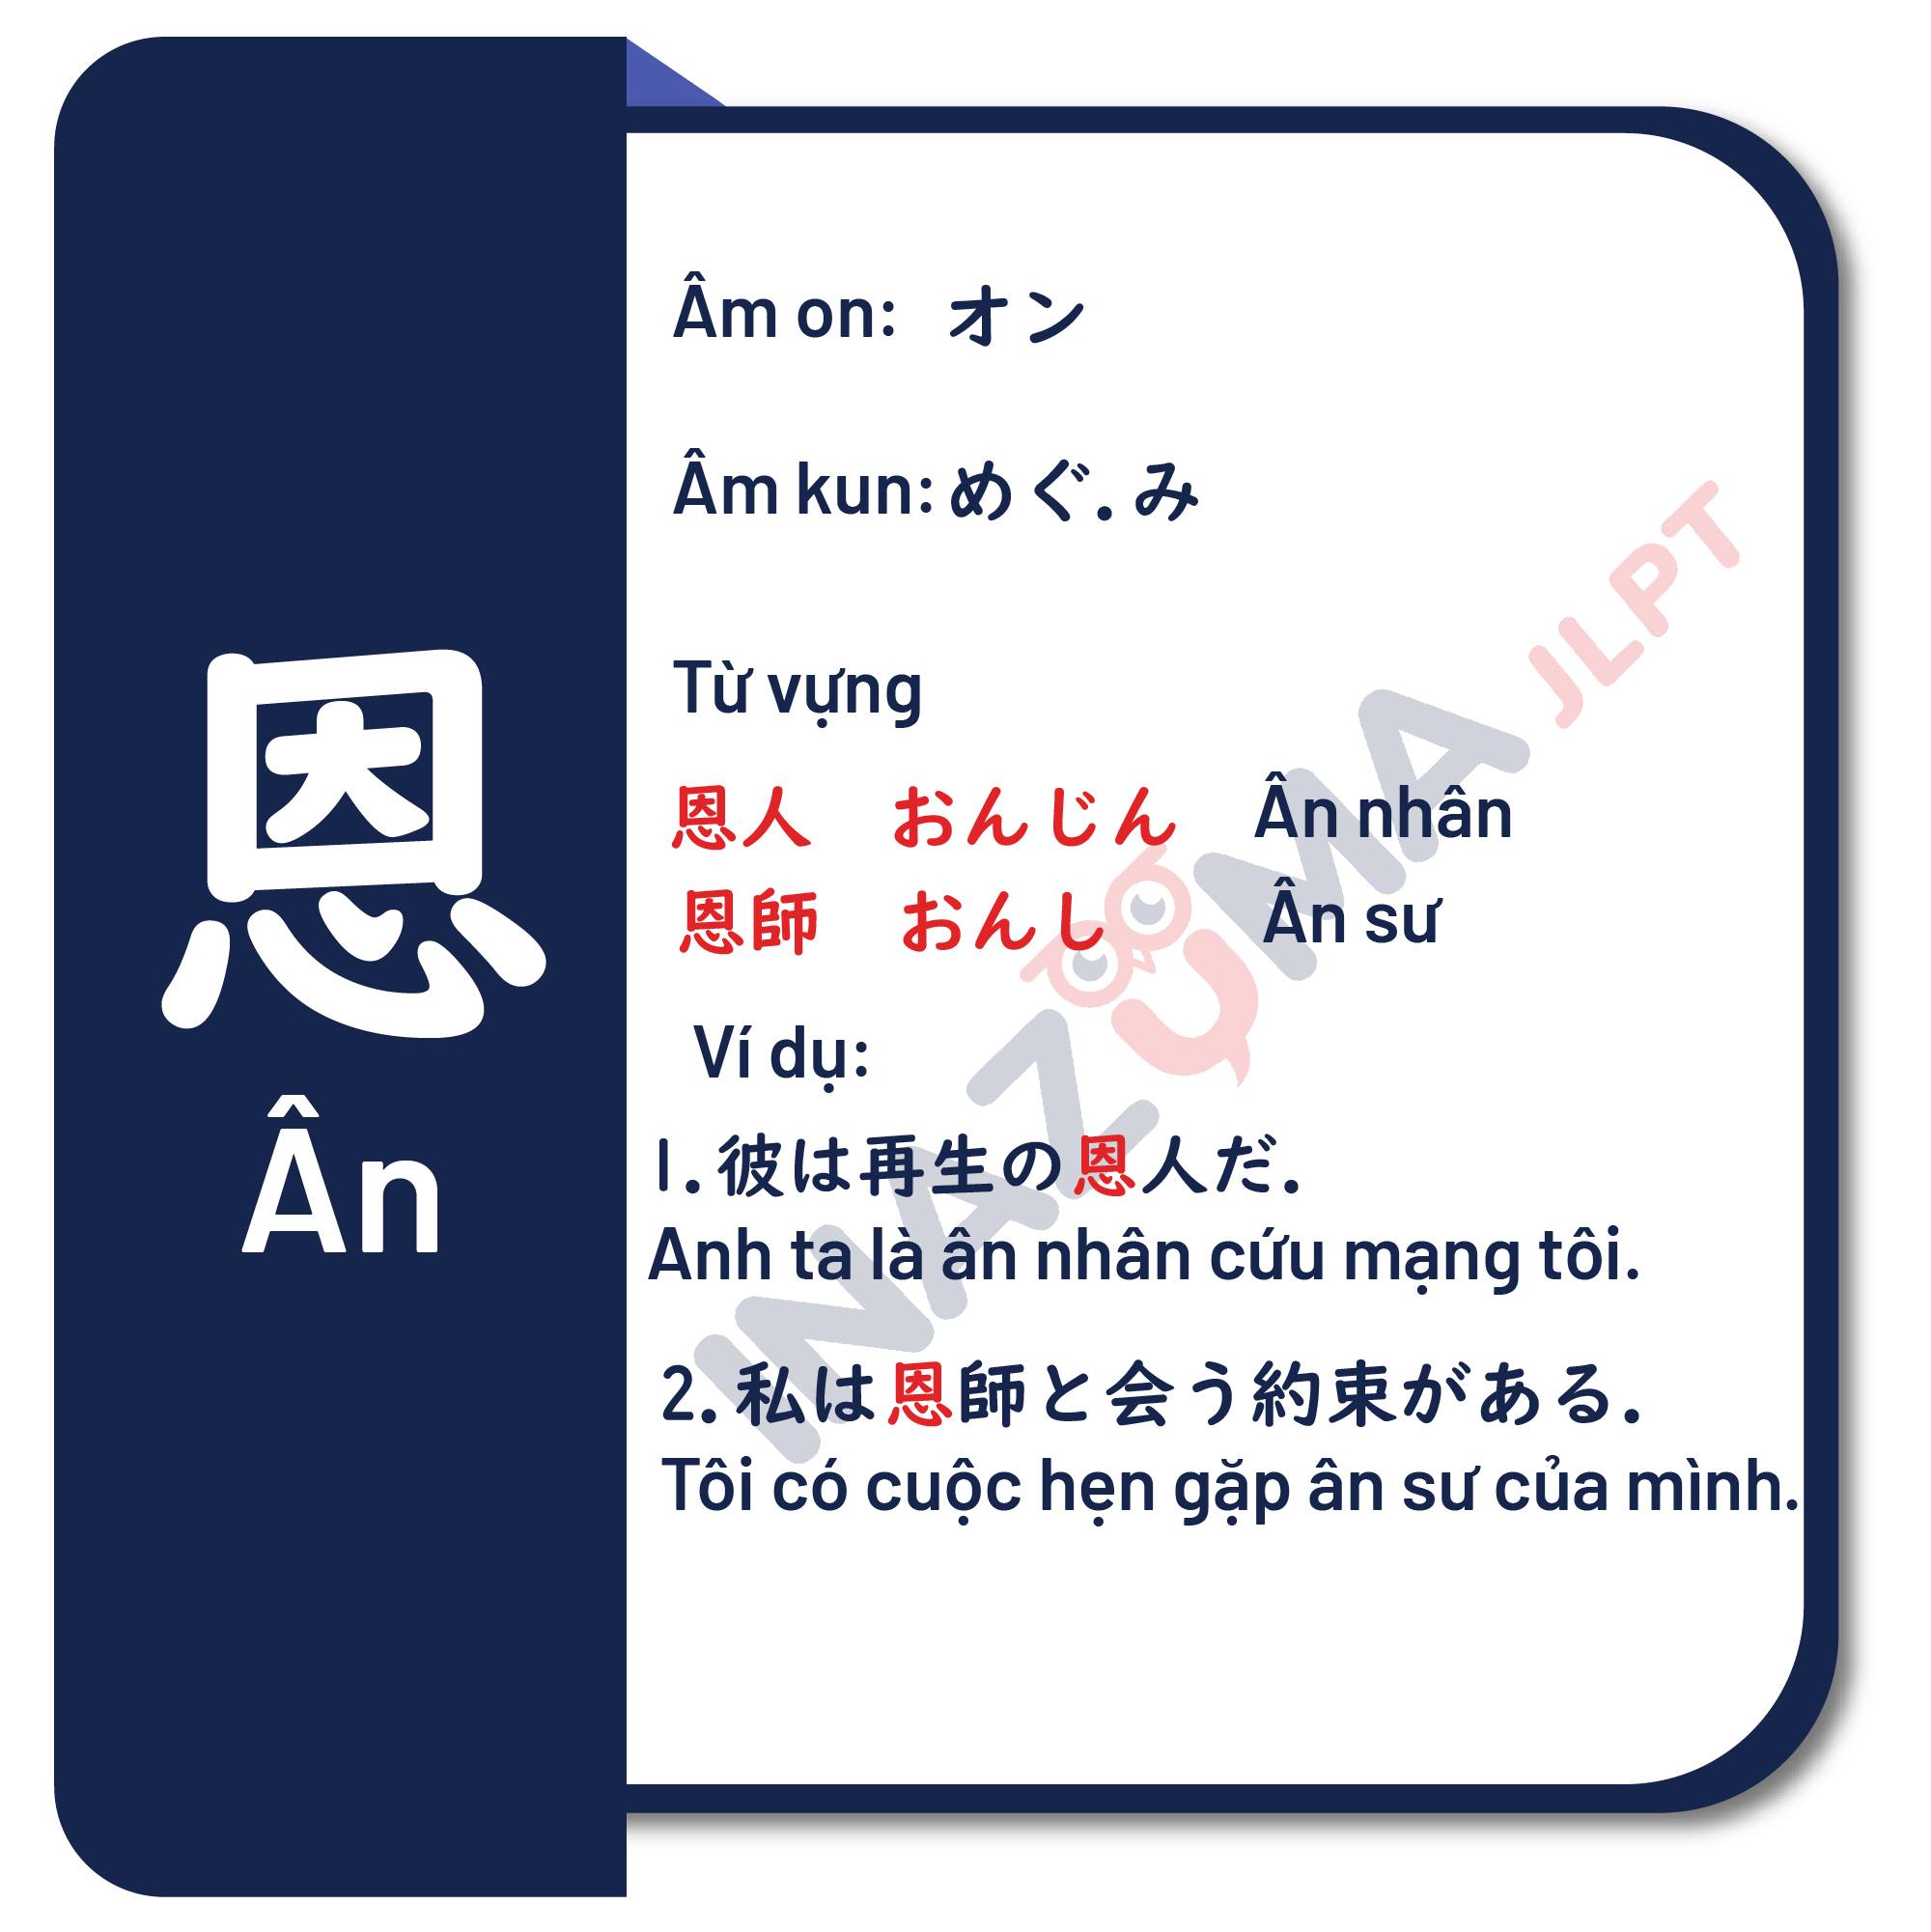 恩
Ân
Âm on: オン
Âm kun: めぐ.み
Từ vựng
恩人 おんじん Ân nhân
恩師 おんし Ân sư
Ví dụ:
1. 彼は再生の恩人だ.
Anh ta là ân nhân cứu mạng tôi.
2. 私は恩師と会う約束がある.
Tôi có cuộc hẹn gặp ân sư của mình.
INAZUMA JLPT